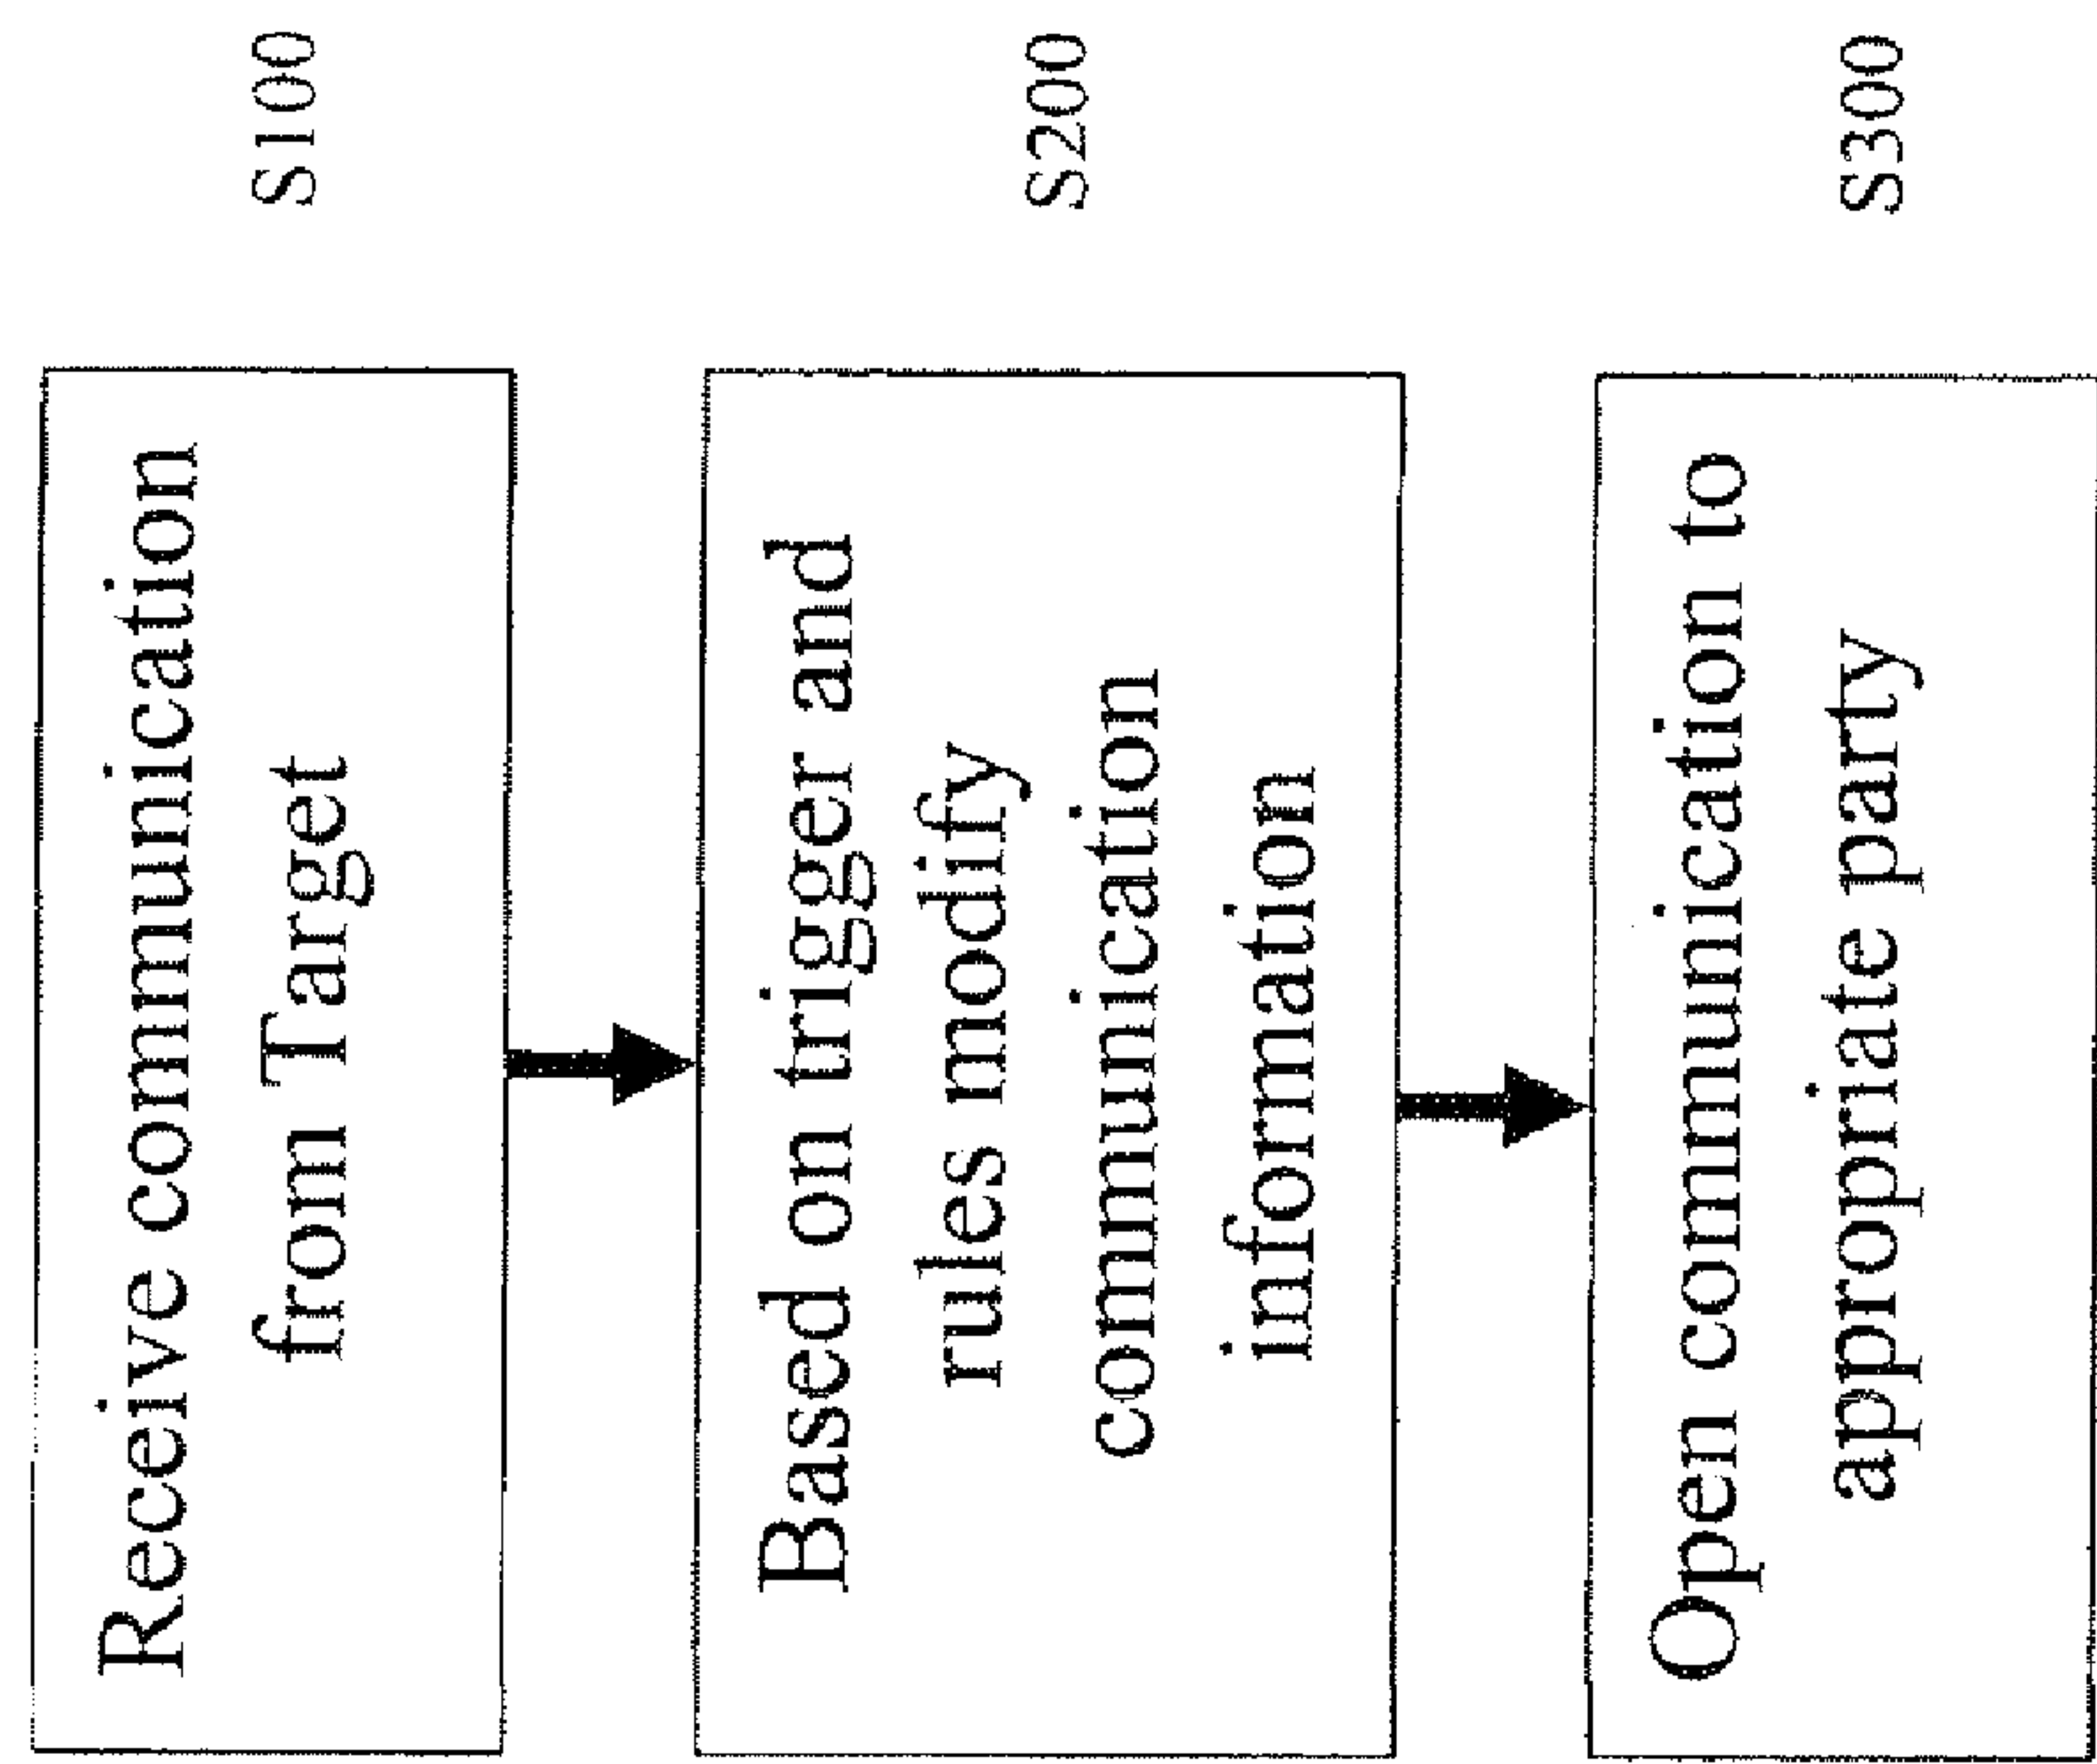 Receive communication
from Target
S100
Based on trigger and
rules modify
communication
information
S200
Open communication to
appropriate party
S300